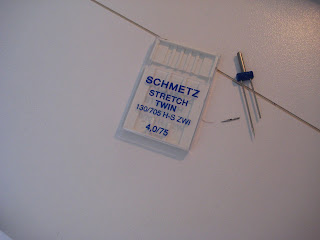 SCHMETZ
STRETCH
TWIN
130/705 H-S ZWI
4,0/75